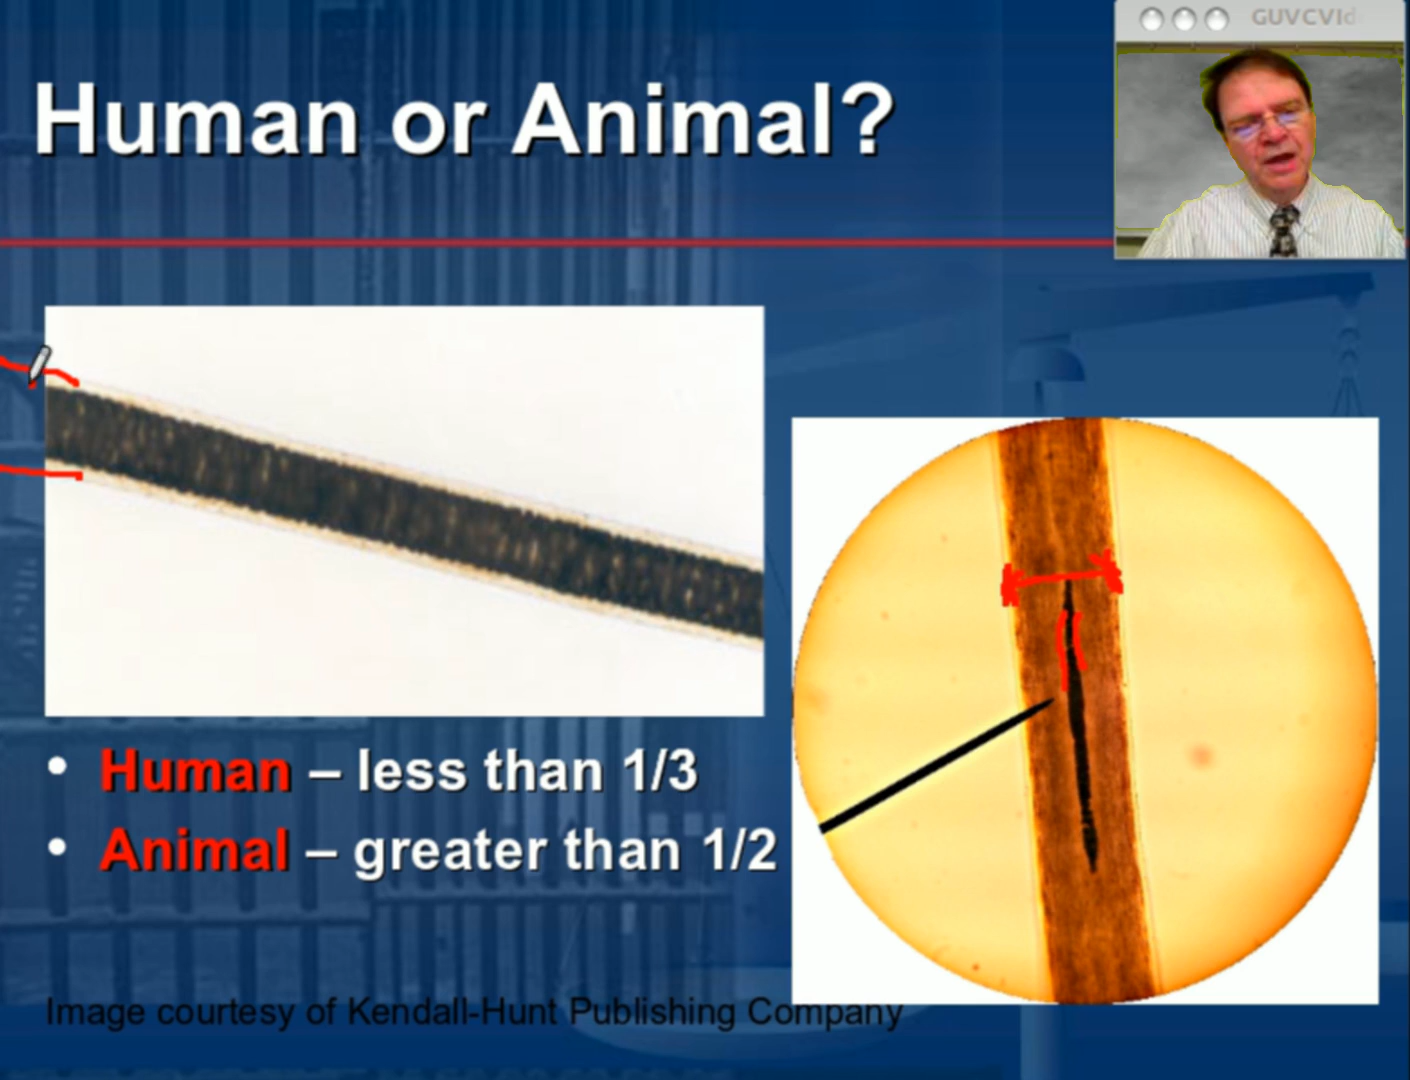 GUVCVId
Human or Animal?
• Human – less than 1/3
• Animal – greater than 1/2
Image courtesy of Kendall-Hunt Publishing Company